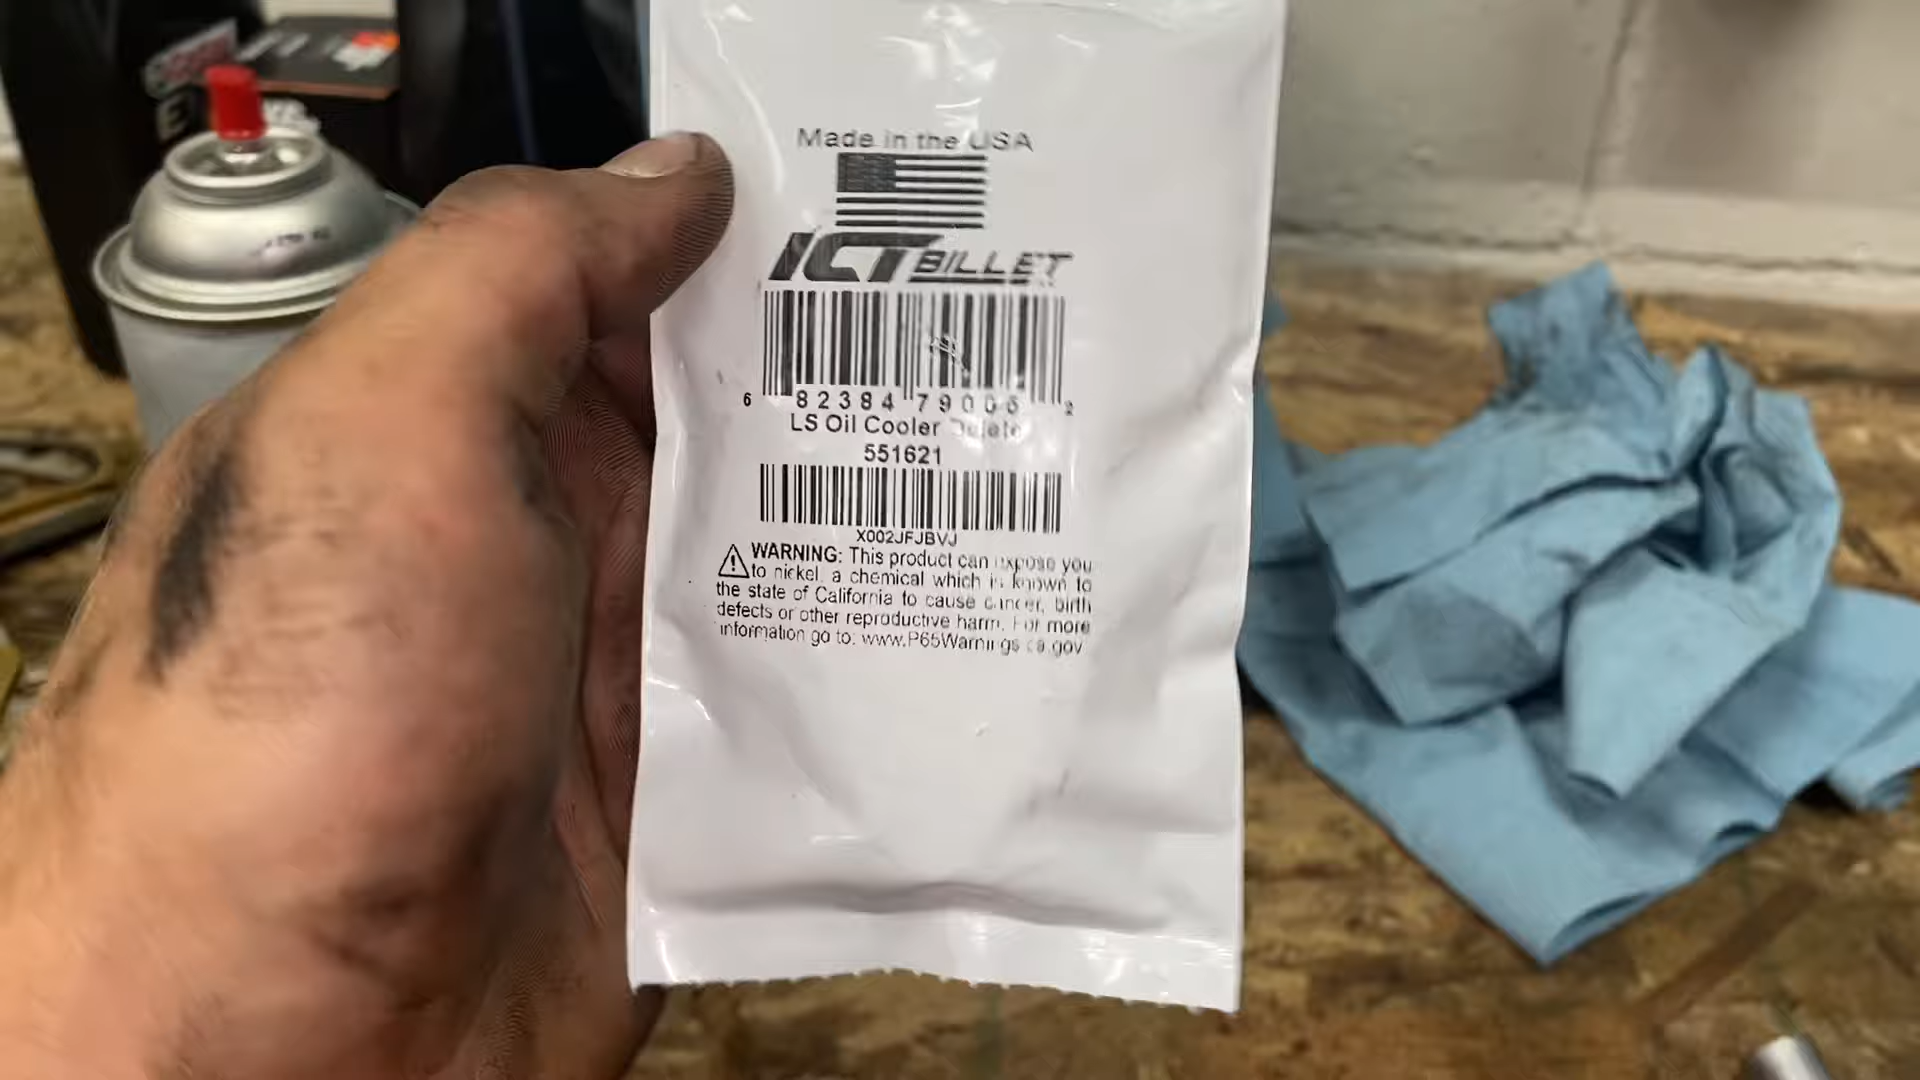 Made in the USA
ICT BILLET
6 82384 79006 2
LS Oil Cooler Delete
551621
X002JFJBVJ
WARNING: This product can expose you
to nickel, a chemical which is known to
the state of California to cause cancer, birth
defects or other reproductive harm. For more
information go to: www.P65Warnings.ca.gov